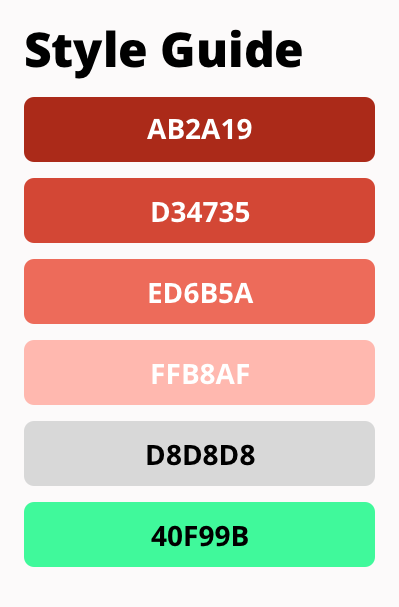 Style Guide
AB2A19
D34735
ED6B5A
FFB8AF
D8D8D8
40F99B